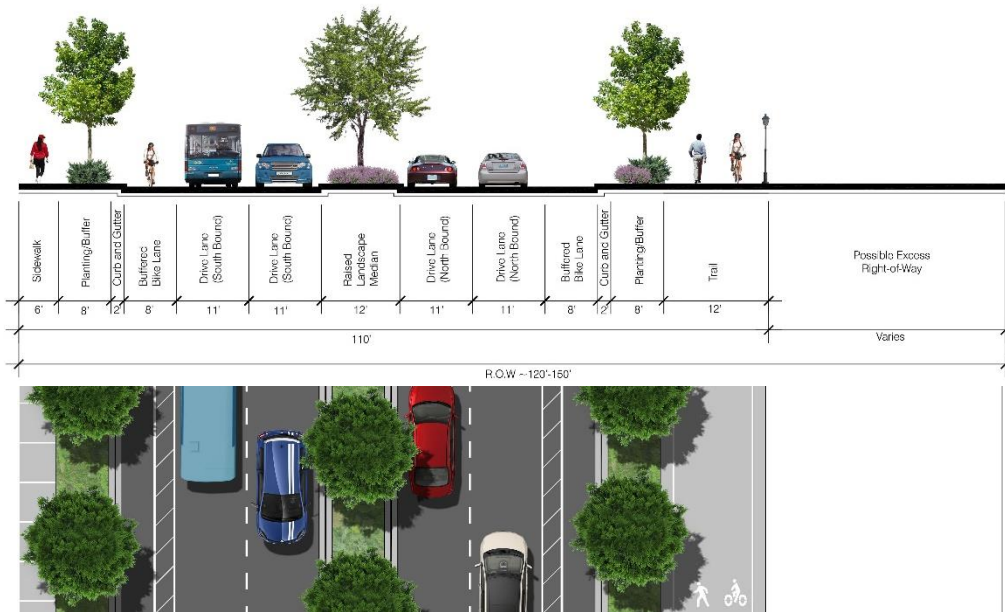 Sidewalk
Planting/Buffer
Curb and Gutter
Buffered
Bike Lane
Drive Lane
(South Bound)
Drive Lane
(South Bound)
Raised
Landscape
Median
Drive Lane
(North Bound)
Drive Lane
(North Bound)
Buffered
Bike Lane
Curb and Gutter
Planting/Buffer
Trail
Possible Excess
Right-of-Way
6'
8'
2'
8'
11'
11'
12'
11'
11'
8'
2'
8'
12'
110'
Varies
R.O.W ~120'-150'